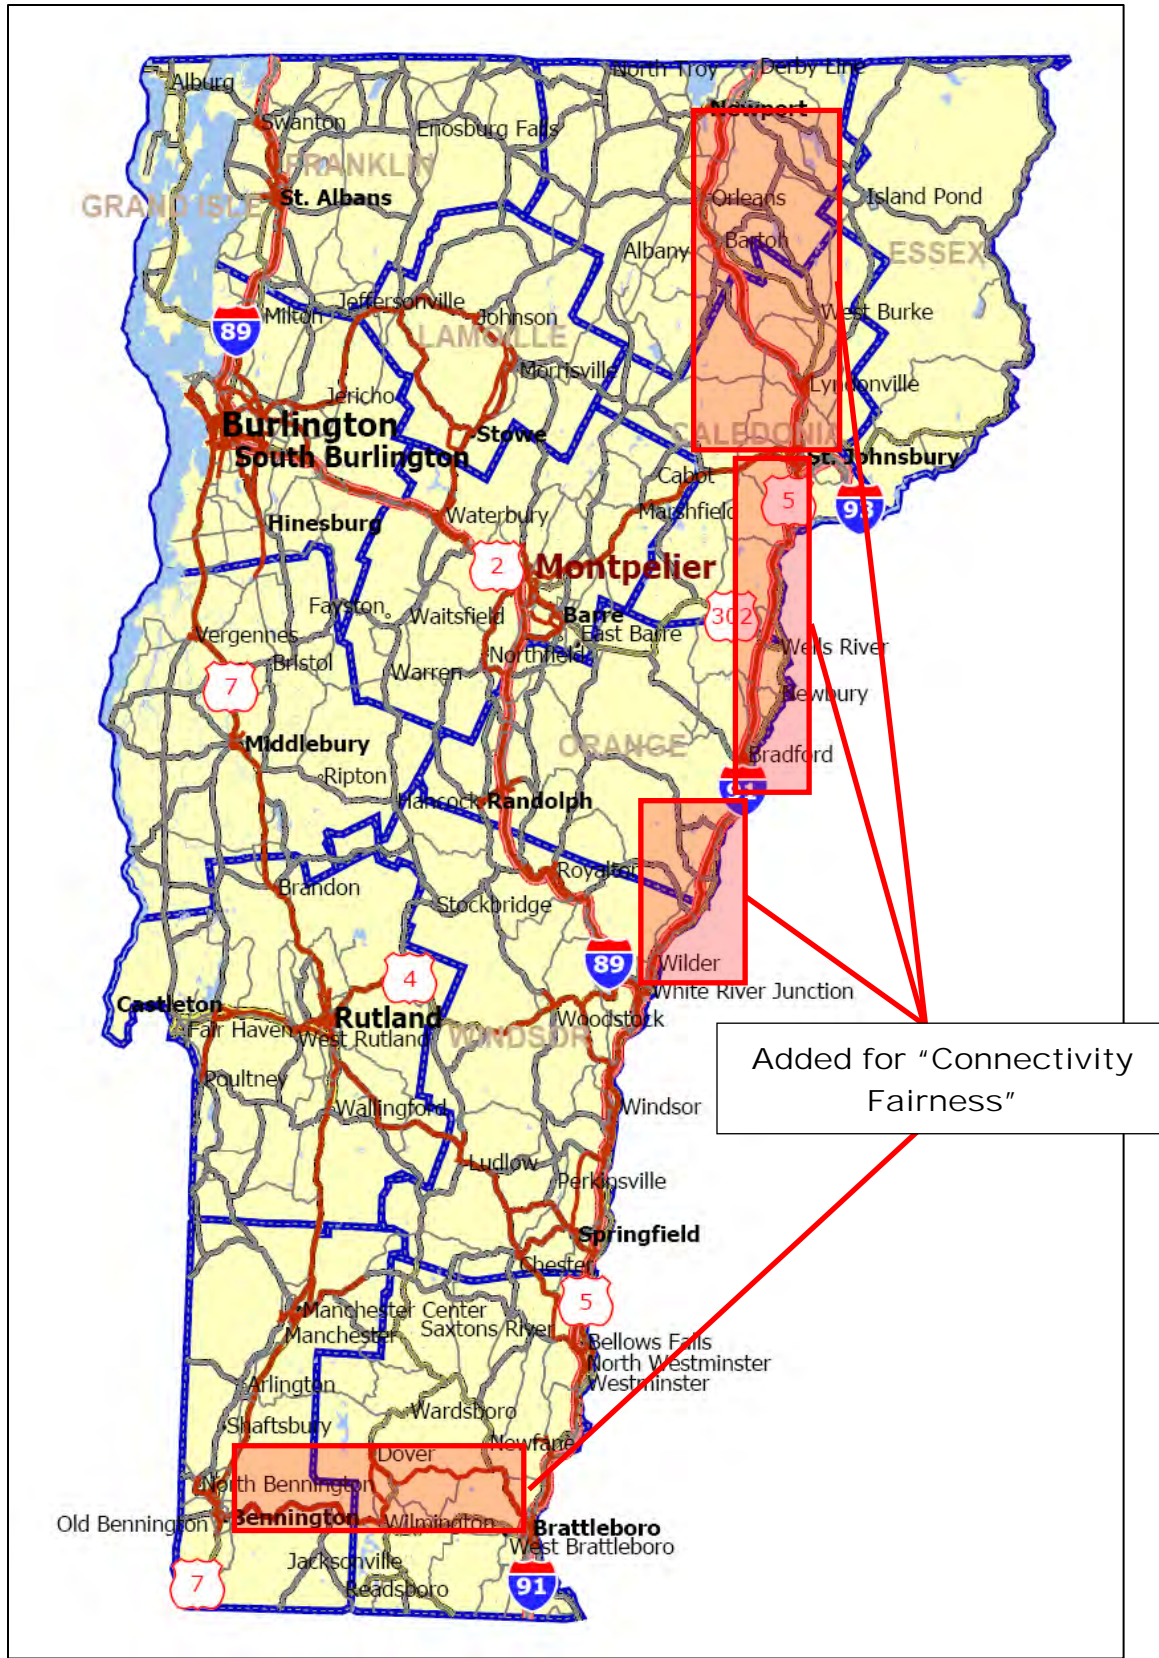 North Troy
Derby Line
Alburg
Newport
Swanton
Enosburg Falls
FRANKLIN
St. Albans
GRAND ISLE
Orleans
Island Pond
Barton
Albany
ESSEX
Jeffersonville
Milton
89
Johnson
West Burke
LAMOILLE
Morrisville
Lyndonville
Jericho
Burlington
Stowe
CALEDONIA
South Burlington
St. Johnsbury
Cabot
5
93
Marshfield
Waterbury
Hinesburg
2
Montpelier
Fayston
Waitsfield
Barre
302
East Barre
Vergennes
Wells River
Northfield
Bristol
Warren
7
Newbury
Middlebury
ORANGE
Bradford
Ripton
91
Hancock
Randolph
Royalton
Brandon
Stockbridge
89
Wilder
4
White River Junction
Castleton
Rutland
Woodstock
Fair Haven
West Rutland
WINDSOR
Added for “Connectivity
Fairness”
Poultney
Wallingford
Windsor
Ludlow
Perkinsville
Springfield
Chester
5
Manchester Center
Saxtons River
Manchester
Bellows Falls
North Westminster
Westminster
Arlington
Wardsboro
Shaftsbury
Newfane
Dover
North Bennington
Bennington
Old Bennington
Wilmington
Brattleboro
West Brattleboro
Jacksonville
7
Readsboro
91